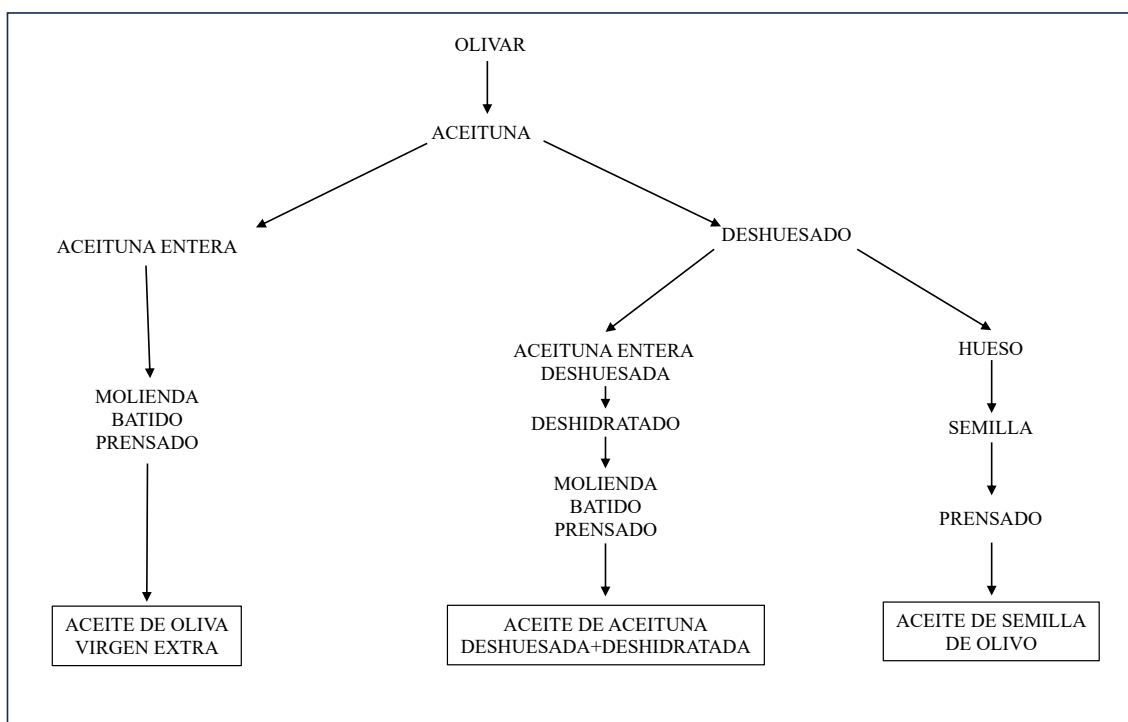 OLIVAR
ACEITUNA
ACEITUNA ENTERA
MOLIENDA
BATIDO
PRENSADO
ACEITE DE OLIVA
VIRGEN EXTRA
DESHUESADO
ACEITUNA ENTERA
DESHUESADA
DESHIDRATADO
MOLIENDA
BATIDO
PRENSADO
ACEITE DE ACEITUNA
DESHUESADA+DESHIDRATADA
HUESO
SEMILLA
PRENSADO
ACEITE DE SEMILLA
DE OLIVO